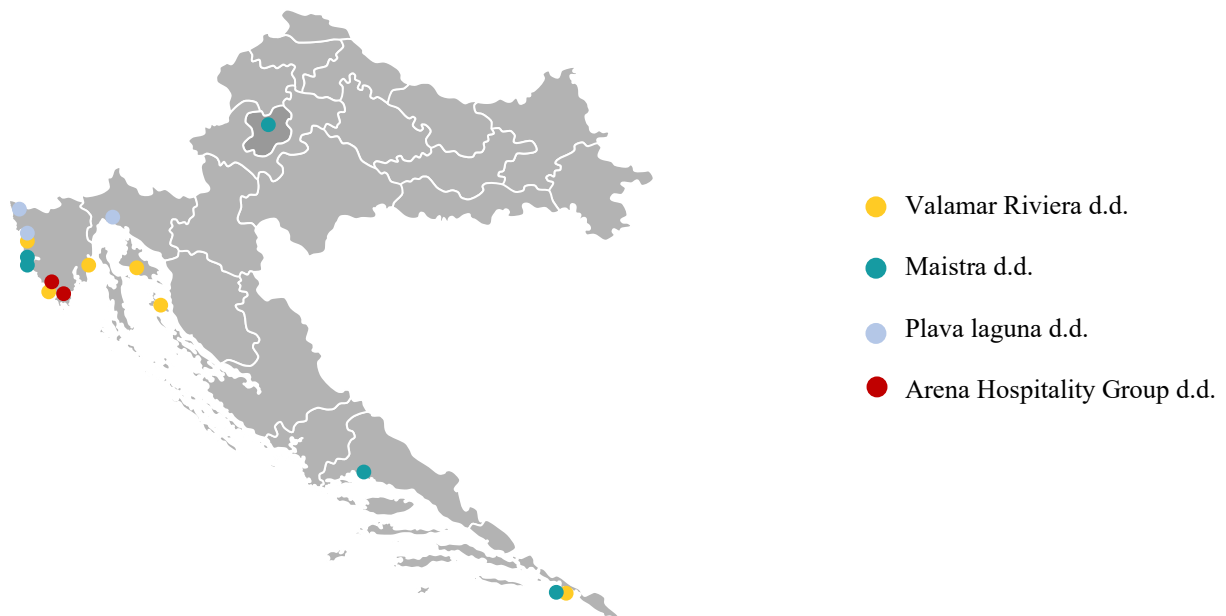 Valamar Riviera d.d.
Maistra d.d.
Plava laguna d.d.
Arena Hospitality Group d.d.